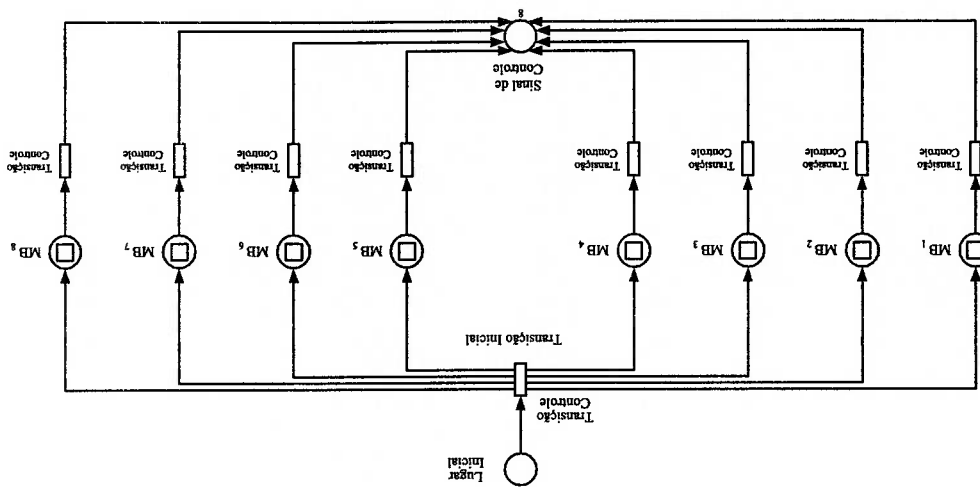 Lugar
Inicial
Transição
Controle
Transição Inicial
MB 1
MB 2
MB 3
MB 4
MB 5
MB 6
MB 7
MB 8
Transição
Controle
Transição
Controle
Transição
Controle
Transição
Controle
Transição
Controle
Transição
Controle
Transição
Controle
Transição
Controle
Sinal de
Controle
8